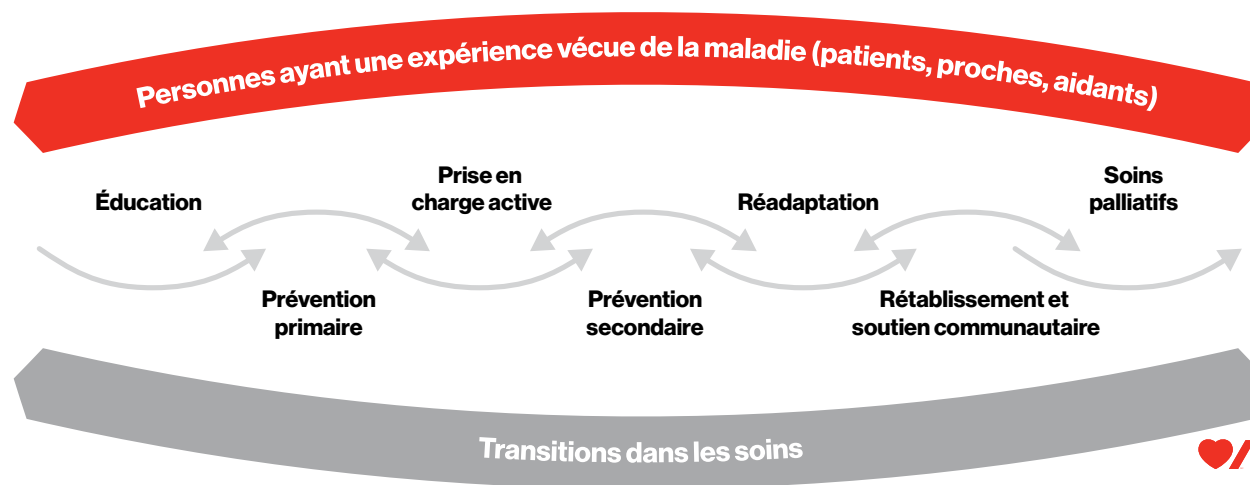 Personnes ayant une expérience vécue de la maladie (patients, proches, aidants)
Éducation
Prise en
charge active
Réadaptation
Soins
palliatifs
Prévention
primaire
Prévention
secondaire
Rétablissement et
soutien communautaire
Transitions dans les soins